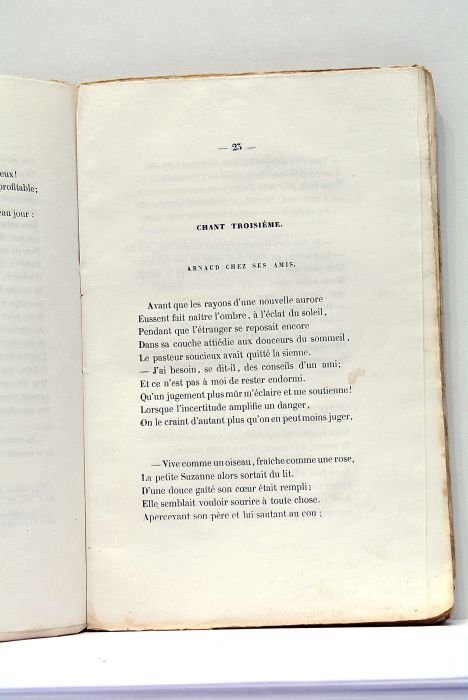 eux!
profitable;
eau jour :
— 25 —
CHANT TROISIÈME.
ARNAUD CHEZ SES AMIS.
Avant que les rayons d'une nouvelle aurore
Eussent fait naître l'ombre, à l'éclat du soleil,
Pendant que l'étranger se reposait encore
Dans sa couche attiédie aux douceurs du sommeil,
Le pasteur soucieux avait quitté la sienne.
— J'ai besoin, se dit-il, des conseils d'un ami;
Et ce n'est pas à moi de rester endormi.
Qu'un jugement plus mûr m'éclaire et me soutienne!
Lorsque l'incertitude amplifie un danger,
On le craint d'autant plus qu'on en peut moins juger.
— Vive comme un oiseau, fraîche comme une rose,
La petite Suzanne alors sortait du lit.
D'une douce gaîté son cœur était rempli;
Elle semblait vouloir sourire à toute chose.
Apercevant son père et lui sautant au cou;